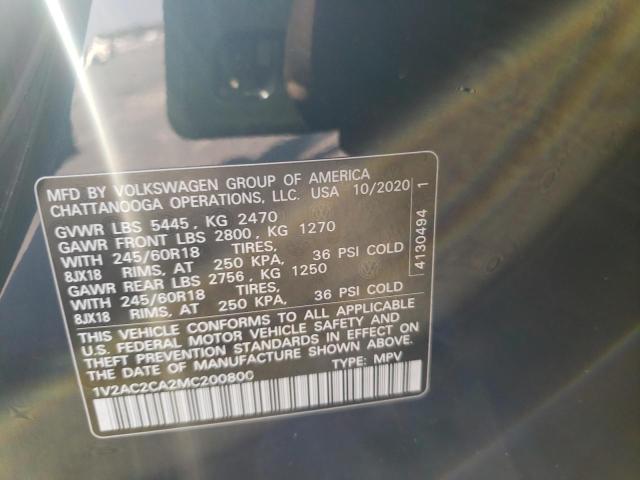 MFD BY VOLKSWAGEN GROUP OF AMERICA
CHATTANOOGA OPERATIONS, LLC. USA 10/2020
GVWR LBS 5445, KG 2470
GAWR FRONT LBS 2800, KG 1270
WITH 245/60R18 TIRES,
8JX18 RIMS, AT 250 KPA, 36 PSI COLD
GAWR REAR LBS 2756, KG 1250
WITH 245/60R18 TIRES,
8JX18 RIMS, AT 250 KPA, 36 PSI COLD
THIS VEHICLE CONFORMS TO ALL APPLICABLE
U.S. FEDERAL MOTOR VEHICLE SAFETY AND
THEFT PREVENTION STANDARDS IN EFFECT ON
THE DATE OF MANUFACTURE SHOWN ABOVE.
1V2AC2CA2MC200800 TYPE: MPV
4130494 1